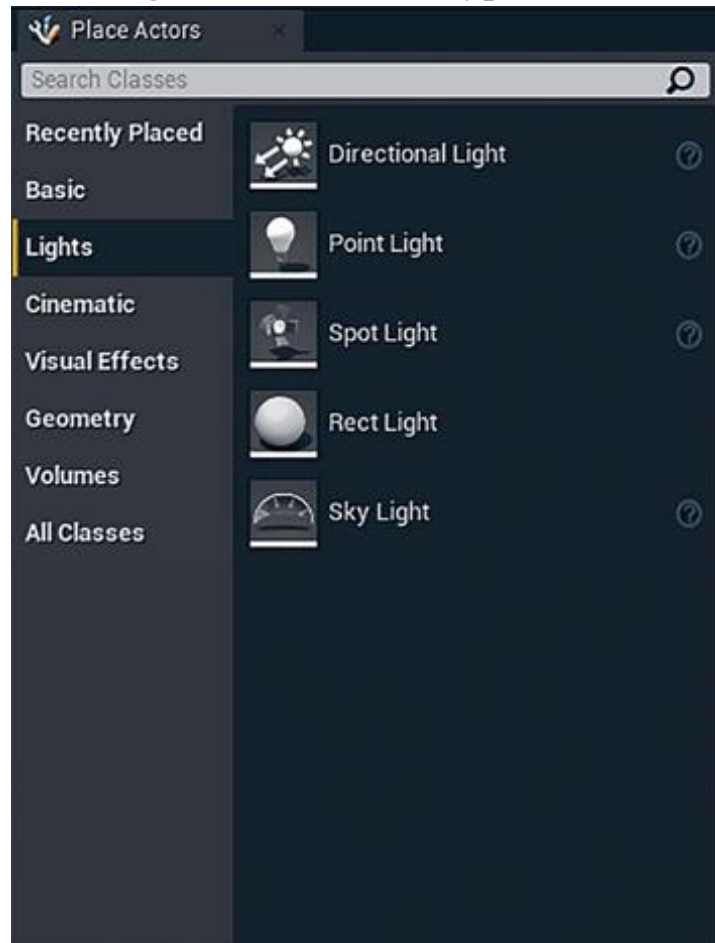 Place Actors
Search Classes
Recently Placed
Basic
Lights
Cinematic
Visual Effects
Geometry
Volumes
All Classes
Directional Light
Point Light
Spot Light
Rect Light
Sky Light